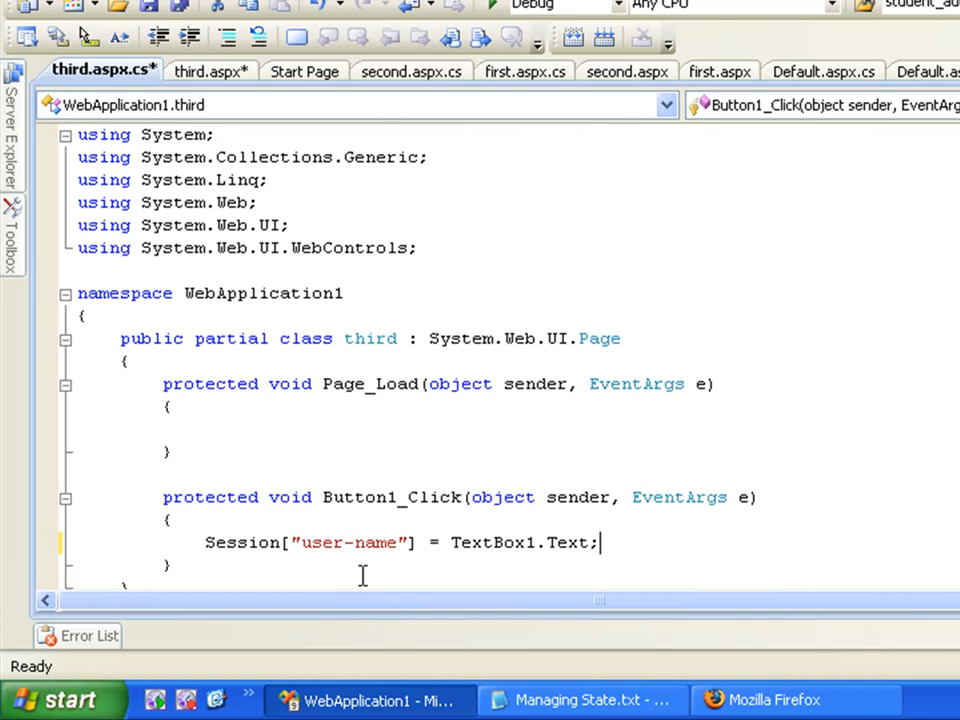 Debug Any CPU student_ad
third.aspx.cs* third.aspx* Start Page second.aspx.cs first.aspx.cs second.aspx first.aspx Default.aspx.cs Default.as
WebApplication1.third Button1_Click(object sender, EventArg
Server Explorer
Toolbox
using System;
using System.Collections.Generic;
using System.Linq;
using System.Web;
using System.Web.UI;
using System.Web.UI.WebControls;
namespace WebApplication1
{
public partial class third : System.Web.UI.Page
{
protected void Page_Load(object sender, EventArgs e)
{
}
protected void Button1_Click(object sender, EventArgs e)
{
Session["user-name"] = TextBox1.Text;
}
}
Error List
Ready
start WebApplication1 - Mi... Managing State.txt - ... Mozilla Firefox